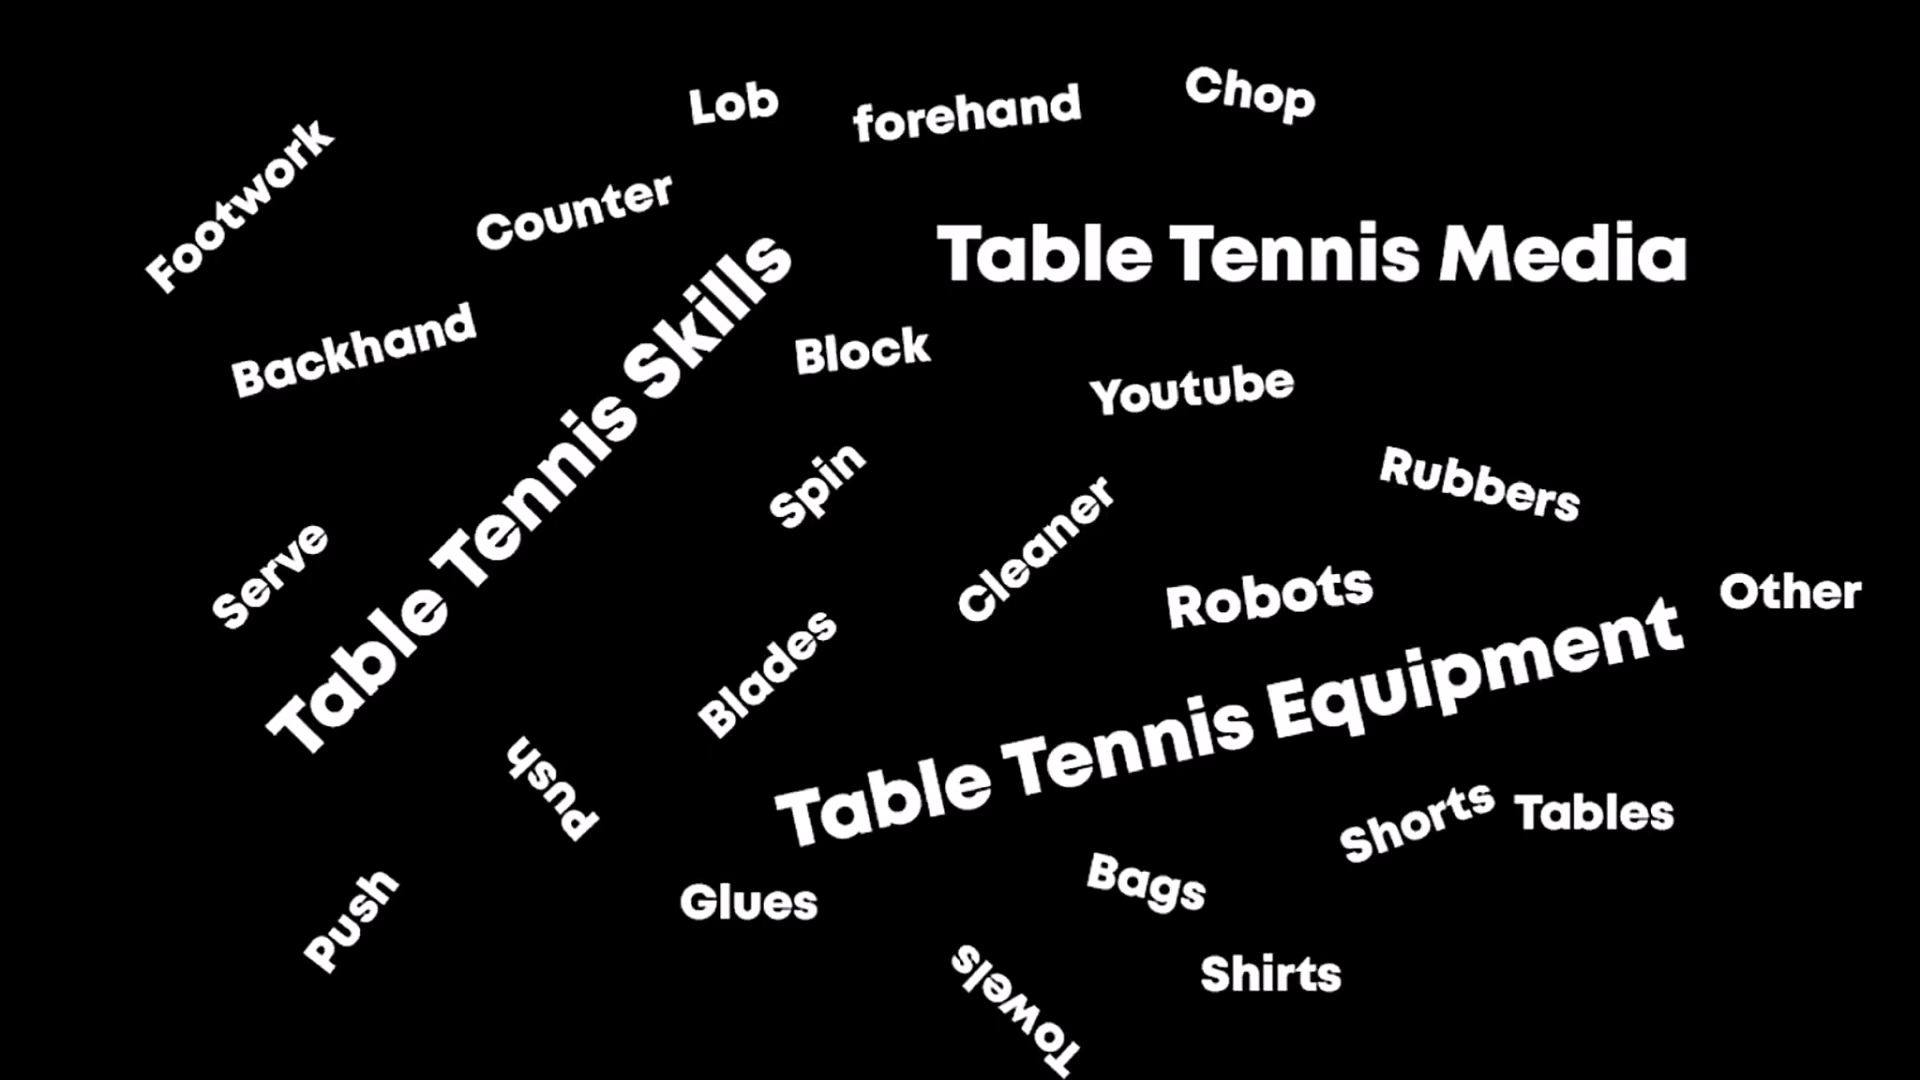 Lob
forehand
Chop
Footwork
Counter
Table Tennis Media
Backhand
Table Tennis Skills
Block
Youtube
Spin
Rubbers
Serve
Cleaner
Robots
Other
Blades
Table Tennis Equipment
Push
Shorts
Tables
Push
Glues
Bags
Towels
Shirts